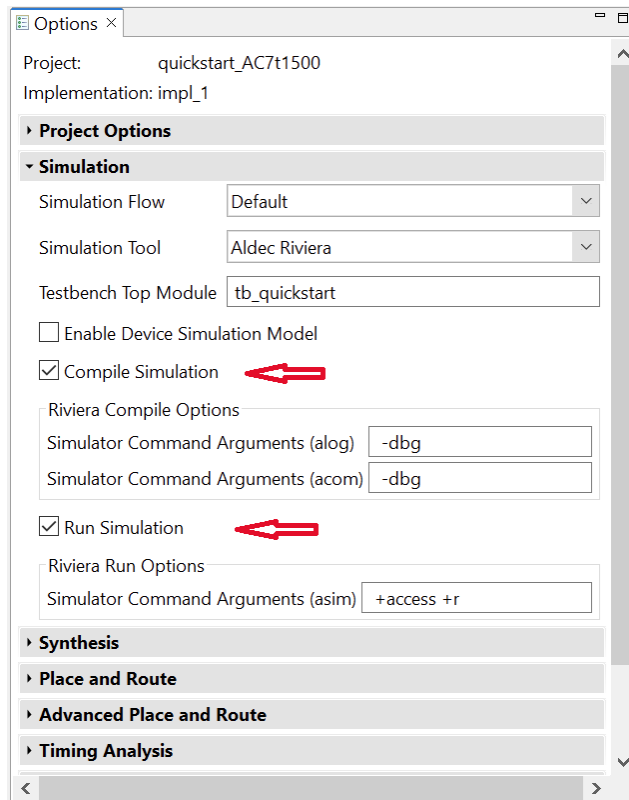 Options
Project: quickstart_AC7t1500
Implementation: impl_1
Project Options
Simulation
Simulation Flow Default
Simulation Tool Aldec Riviera
Testbench Top Module tb_quickstart
Enable Device Simulation Model
Compile Simulation
Riviera Compile Options
Simulator Command Arguments (alog) -dbg
Simulator Command Arguments (acom) -dbg
Run Simulation
Riviera Run Options
Simulator Command Arguments (asim) +access +r
Synthesis
Place and Route
Advanced Place and Route
Timing Analysis